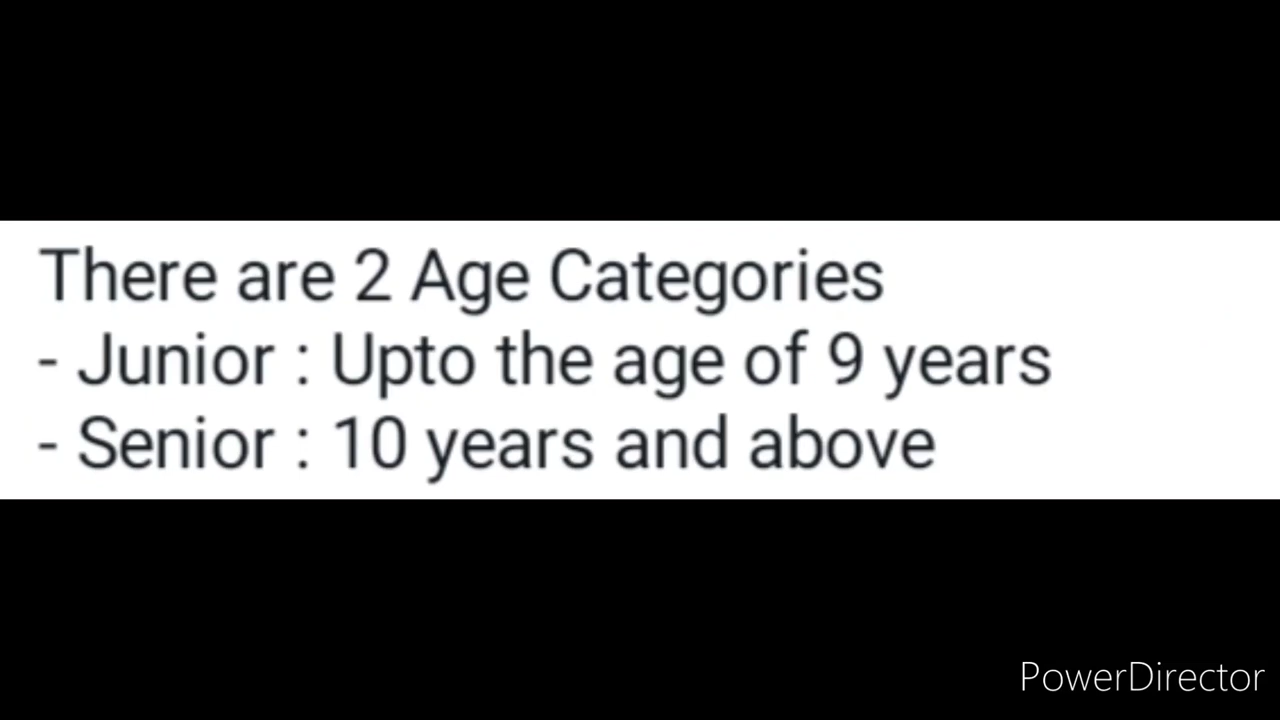 There are 2 Age Categories
- Junior : Upto the age of 9 years
- Senior : 10 years and above
PowerDirector